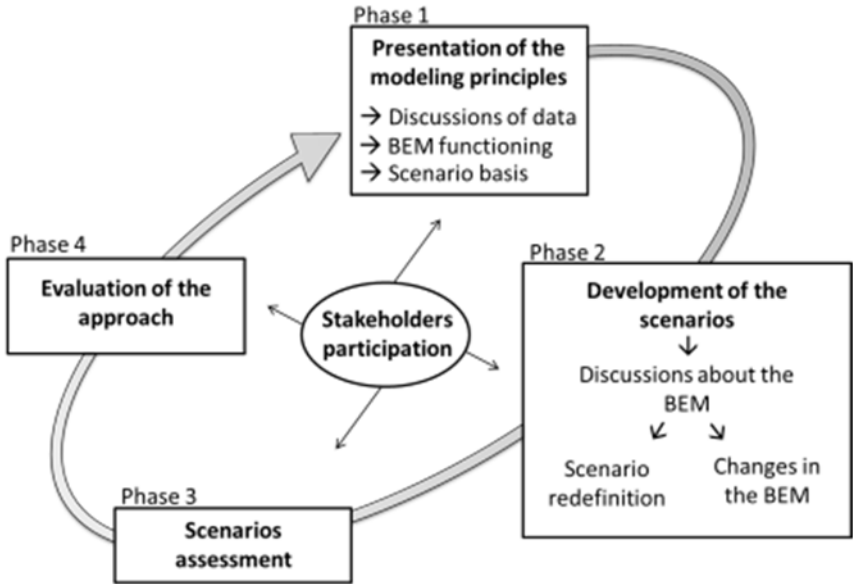 Phase 1
Presentation of the
modeling principles
→ Discussions of data
→ BEM functioning
→ Scenario basis
Phase 2
Development of the
scenarios
↓
Discussions about the
BEM
↙ ↘
Scenario
redefinition
Changes in
the BEM
Phase 3
Scenarios
assessment
Phase 4
Evaluation of the
approach
Stakeholders
participation